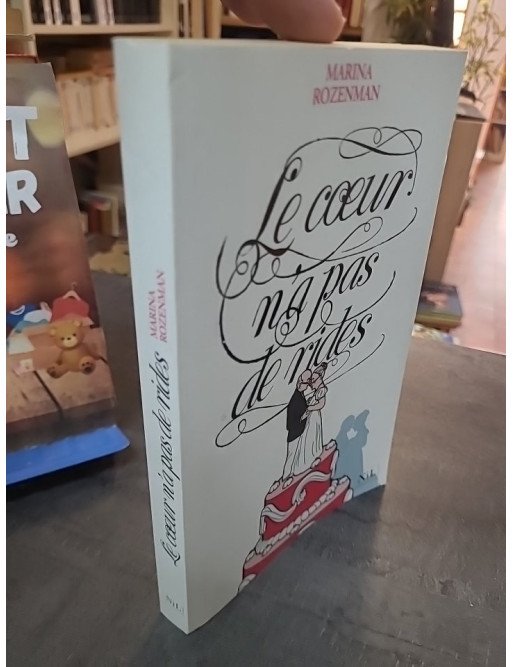 MARINA
ROZENMAN
Le cœur
n'a pas
de rides
NiL
MARINA
ROZENMAN
Le cœur n'a pas de rides
NiL
T
R
e